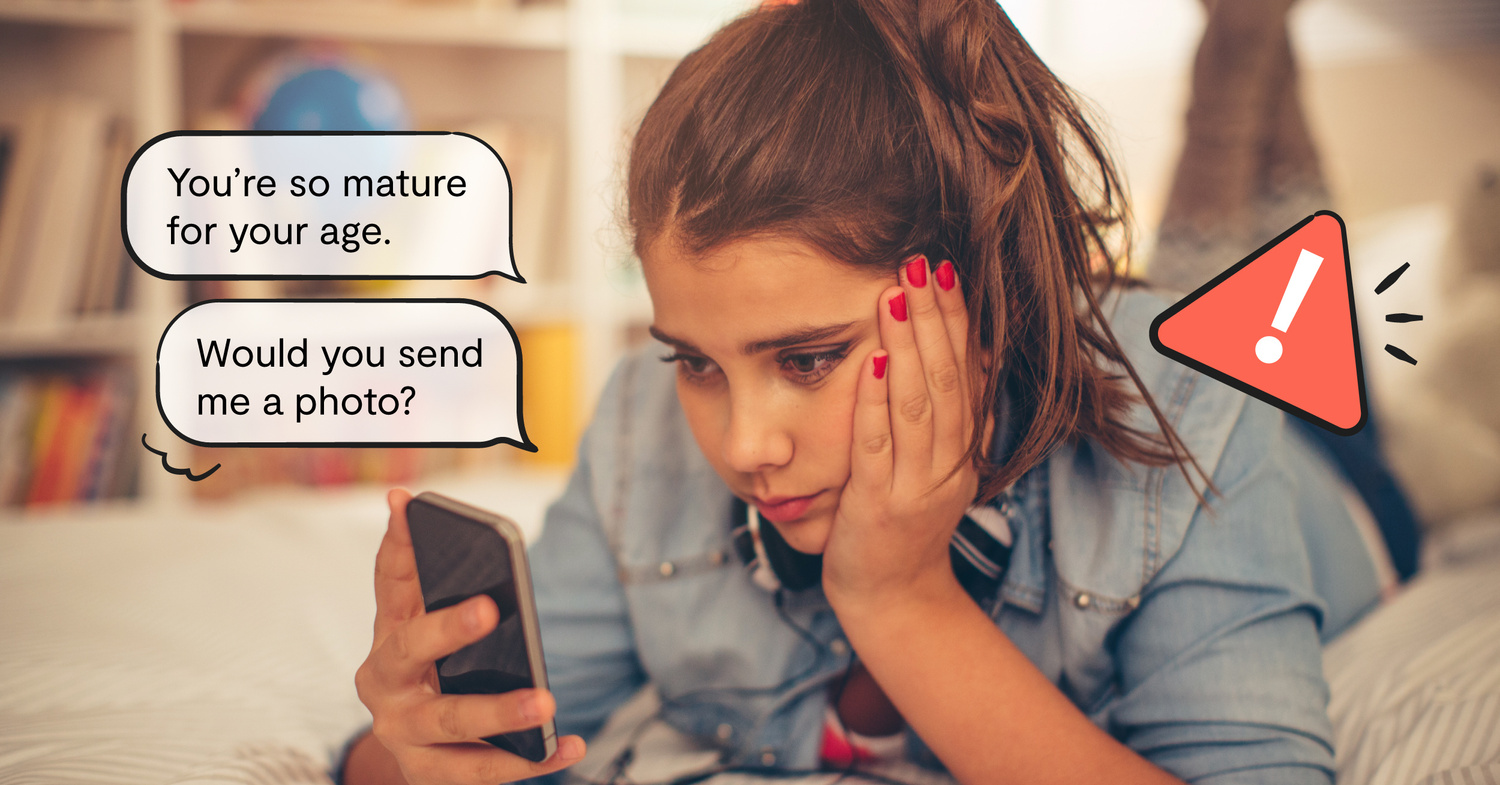 You’re so mature
for your age.
Would you send
me a photo?
!